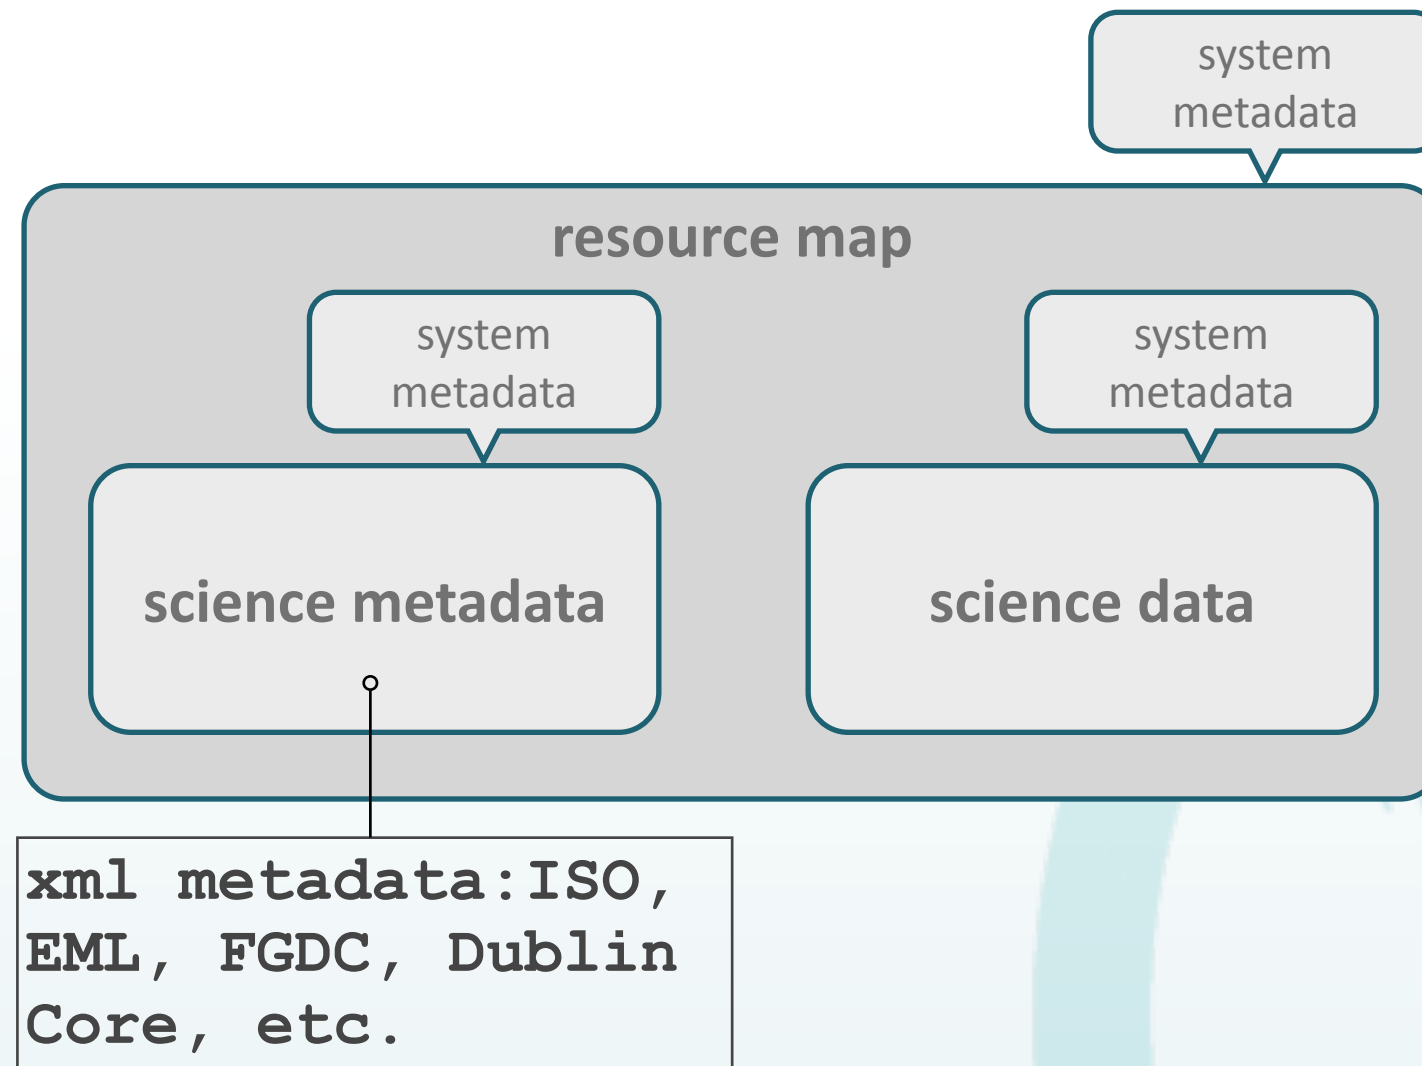 system
metadata
resource map
system
metadata
system
metadata
science metadata
science data
xml metadata:ISO,
EML, FGDC, Dublin
Core, etc.